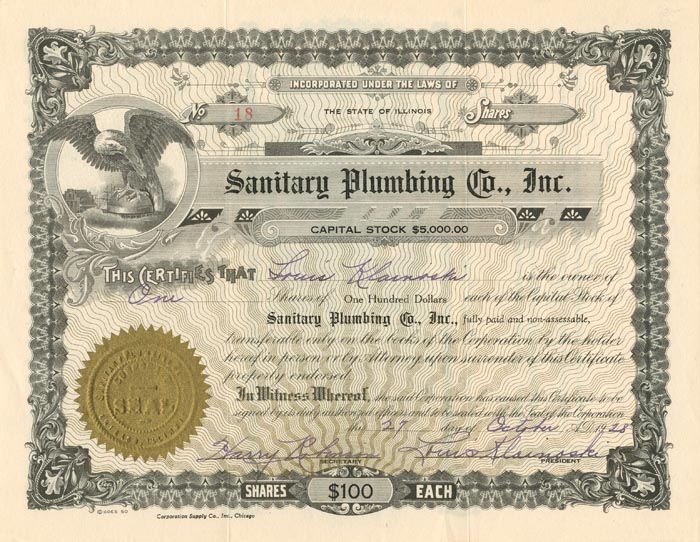 INCORPORATED UNDER THE LAWS OF
No 18 THE STATE OF ILLINOIS Shares
Sanitary Plumbing Co., Inc.
CAPITAL STOCK $5,000.00
THIS CERTIFIES THAT Louis Klasnoski is the owner of
One Shares of One Hundred Dollars each of the Capital Stock of
Sanitary Plumbing Co., Inc., fully paid and non-assessable,
transferable only on the books of the Corporation by the holder
hereof in person or by Attorney upon surrender of this Certificate
properly endorsed.
In Witness Whereof, the said Corporation has caused this Certificate to be
signed by its duly authorized officers and to be sealed with the Seal of the Corporation
this 27 day of October A.D. 1928
Harry Louis Klasnoski
SECRETARY PRESIDENT
SEAL
SHARES $100 EACH
© GOES 50
Corporation Supply Co., Inc., Chicago